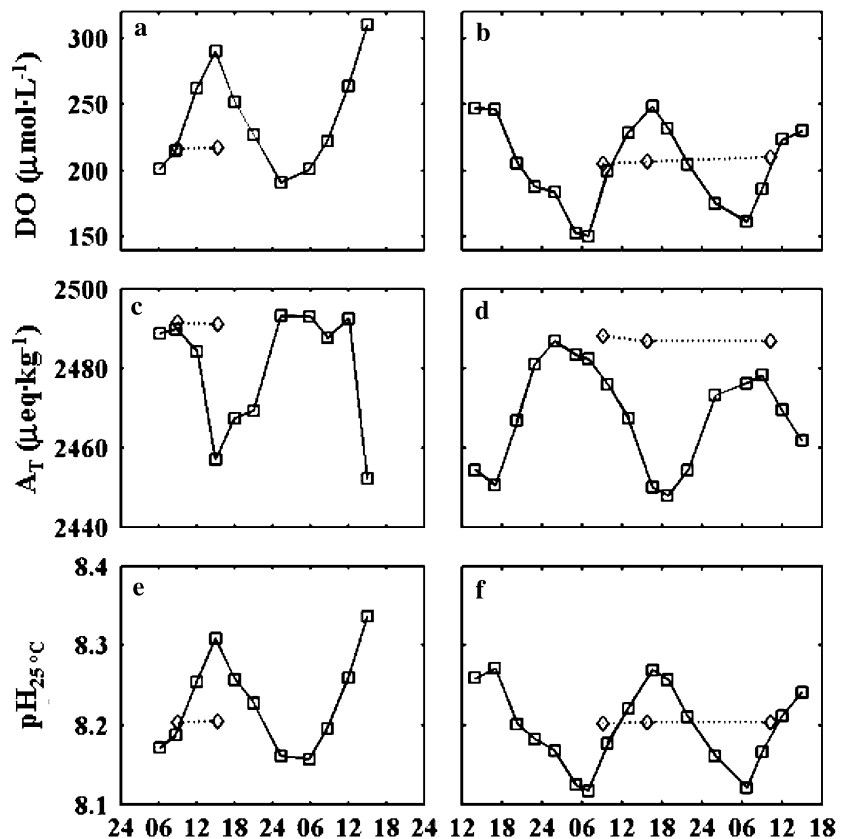 DO (μmol·L⁻¹)
300
250
200
150
a
b
A_T (μeq·kg⁻¹)
2500
2480
2460
2440
c
d
pH_25 °C
8.4
8.3
8.2
8.1
e
f
24 06 12 18 24 06 12 18 24
12 18 24 06 12 18 24 06 12 18